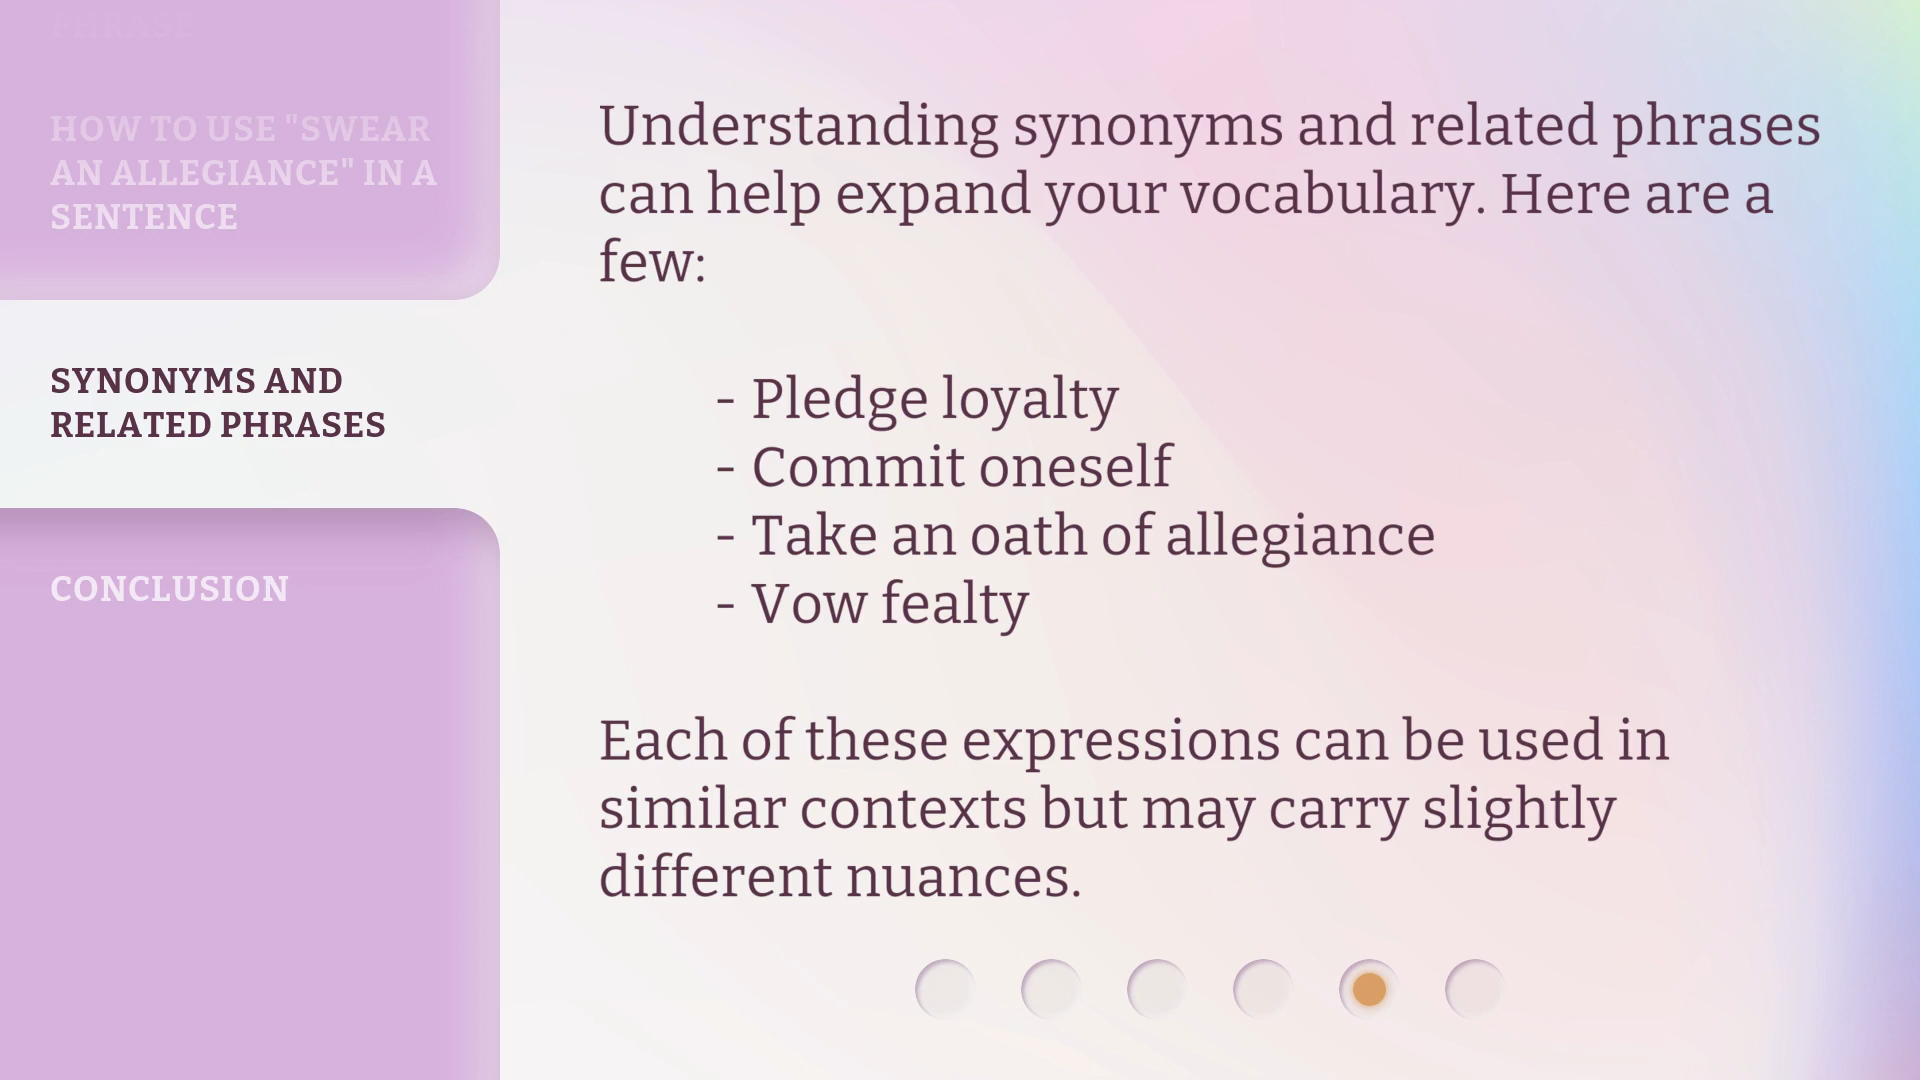 PHRASE
HOW TO USE "SWEAR
AN ALLEGIANCE" IN A
SENTENCE
SYNONYMS AND
RELATED PHRASES
CONCLUSION
Understanding synonyms and related phrases
can help expand your vocabulary. Here are a
few:
- Pledge loyalty
- Commit oneself
- Take an oath of allegiance
- Vow fealty
Each of these expressions can be used in
similar contexts but may carry slightly
different nuances.